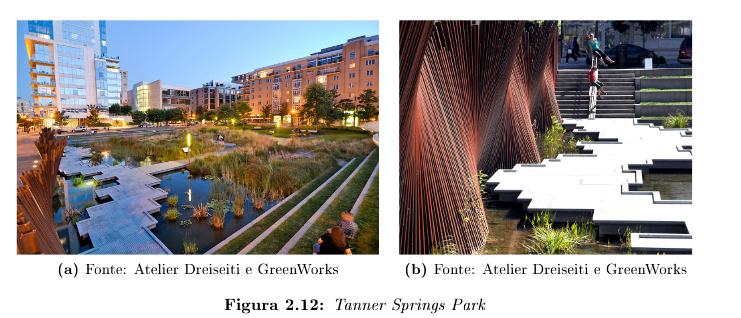 (a) Fonte: Atelier Dreiseiti e GreenWorks
(b) Fonte: Atelier Dreiseiti e GreenWorks
Figura 2.12: Tanner Springs Park